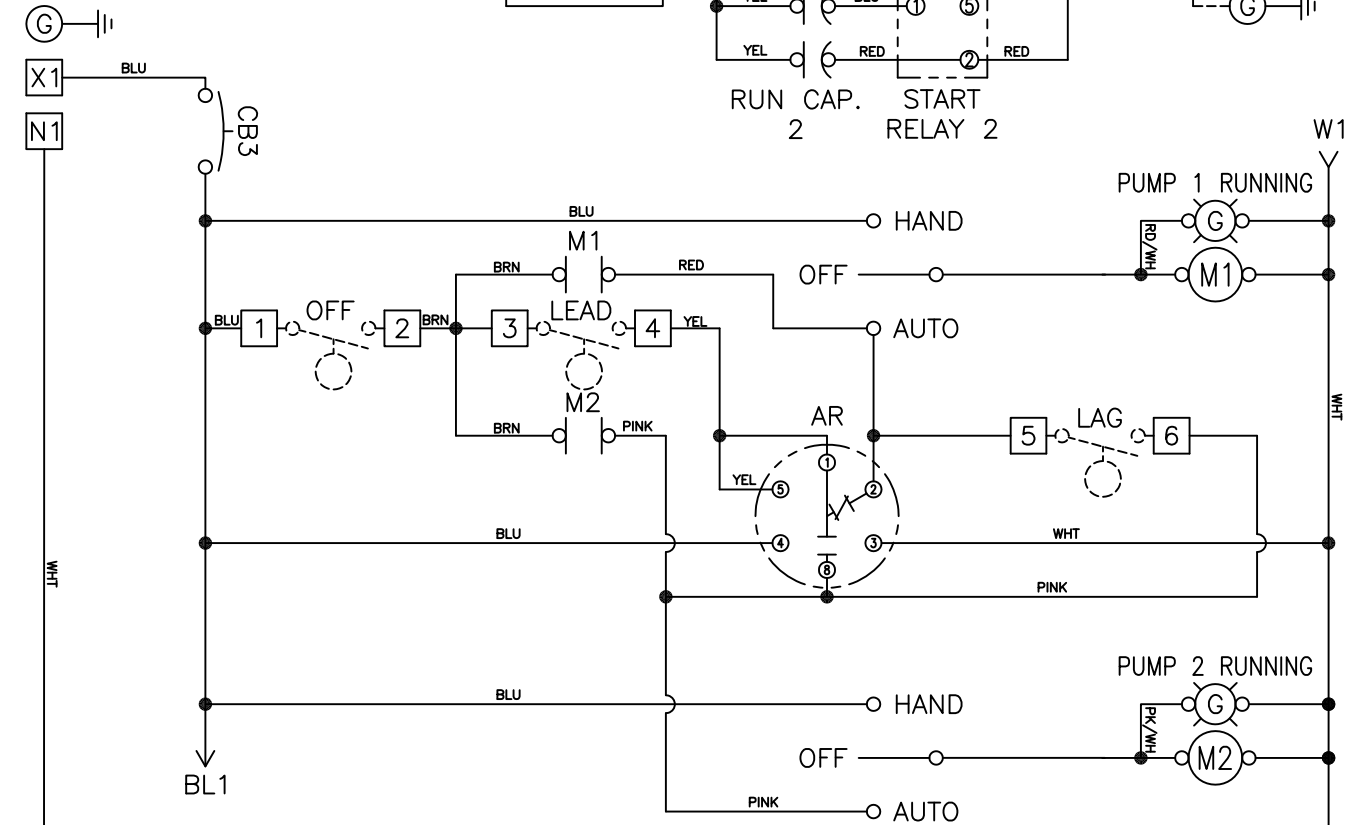 G
YEL
BLU
1
5
G
X1
BLU
YEL
RED
2
RED
RUN CAP.
2
START
RELAY 2
CB3
N1
W1
PUMP 1 RUNNING
BLU
HAND
G
RD/WH
M1
BRN
RED
OFF
M1
BLU
1
OFF
2
BRN
3
LEAD
4
YEL
AUTO
M2
BRN
PINK
AR
5
LAG
6
WHT
1
YEL
5
2
BLU
4
3
WHT
WHT
8
PINK
PUMP 2 RUNNING
BLU
HAND
G
PK/WH
OFF
M2
BL1
PINK
AUTO